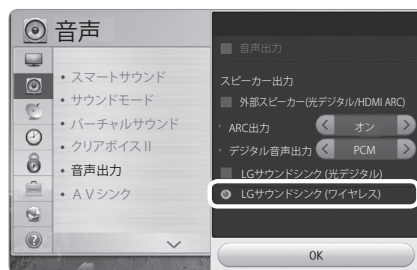 音声
• スマートサウンド
• サウンドモード
• バーチャルサウンド
• クリアボイス II
• 音声出力
• AVシンク
音声出力
スピーカー出力
外部スピーカー(光デジタル/HDMI ARC)
ARC出力 < オン >
デジタル音声出力 < PCM >
LGサウンドシンク (光デジタル)
LGサウンドシンク (ワイヤレス)
OK